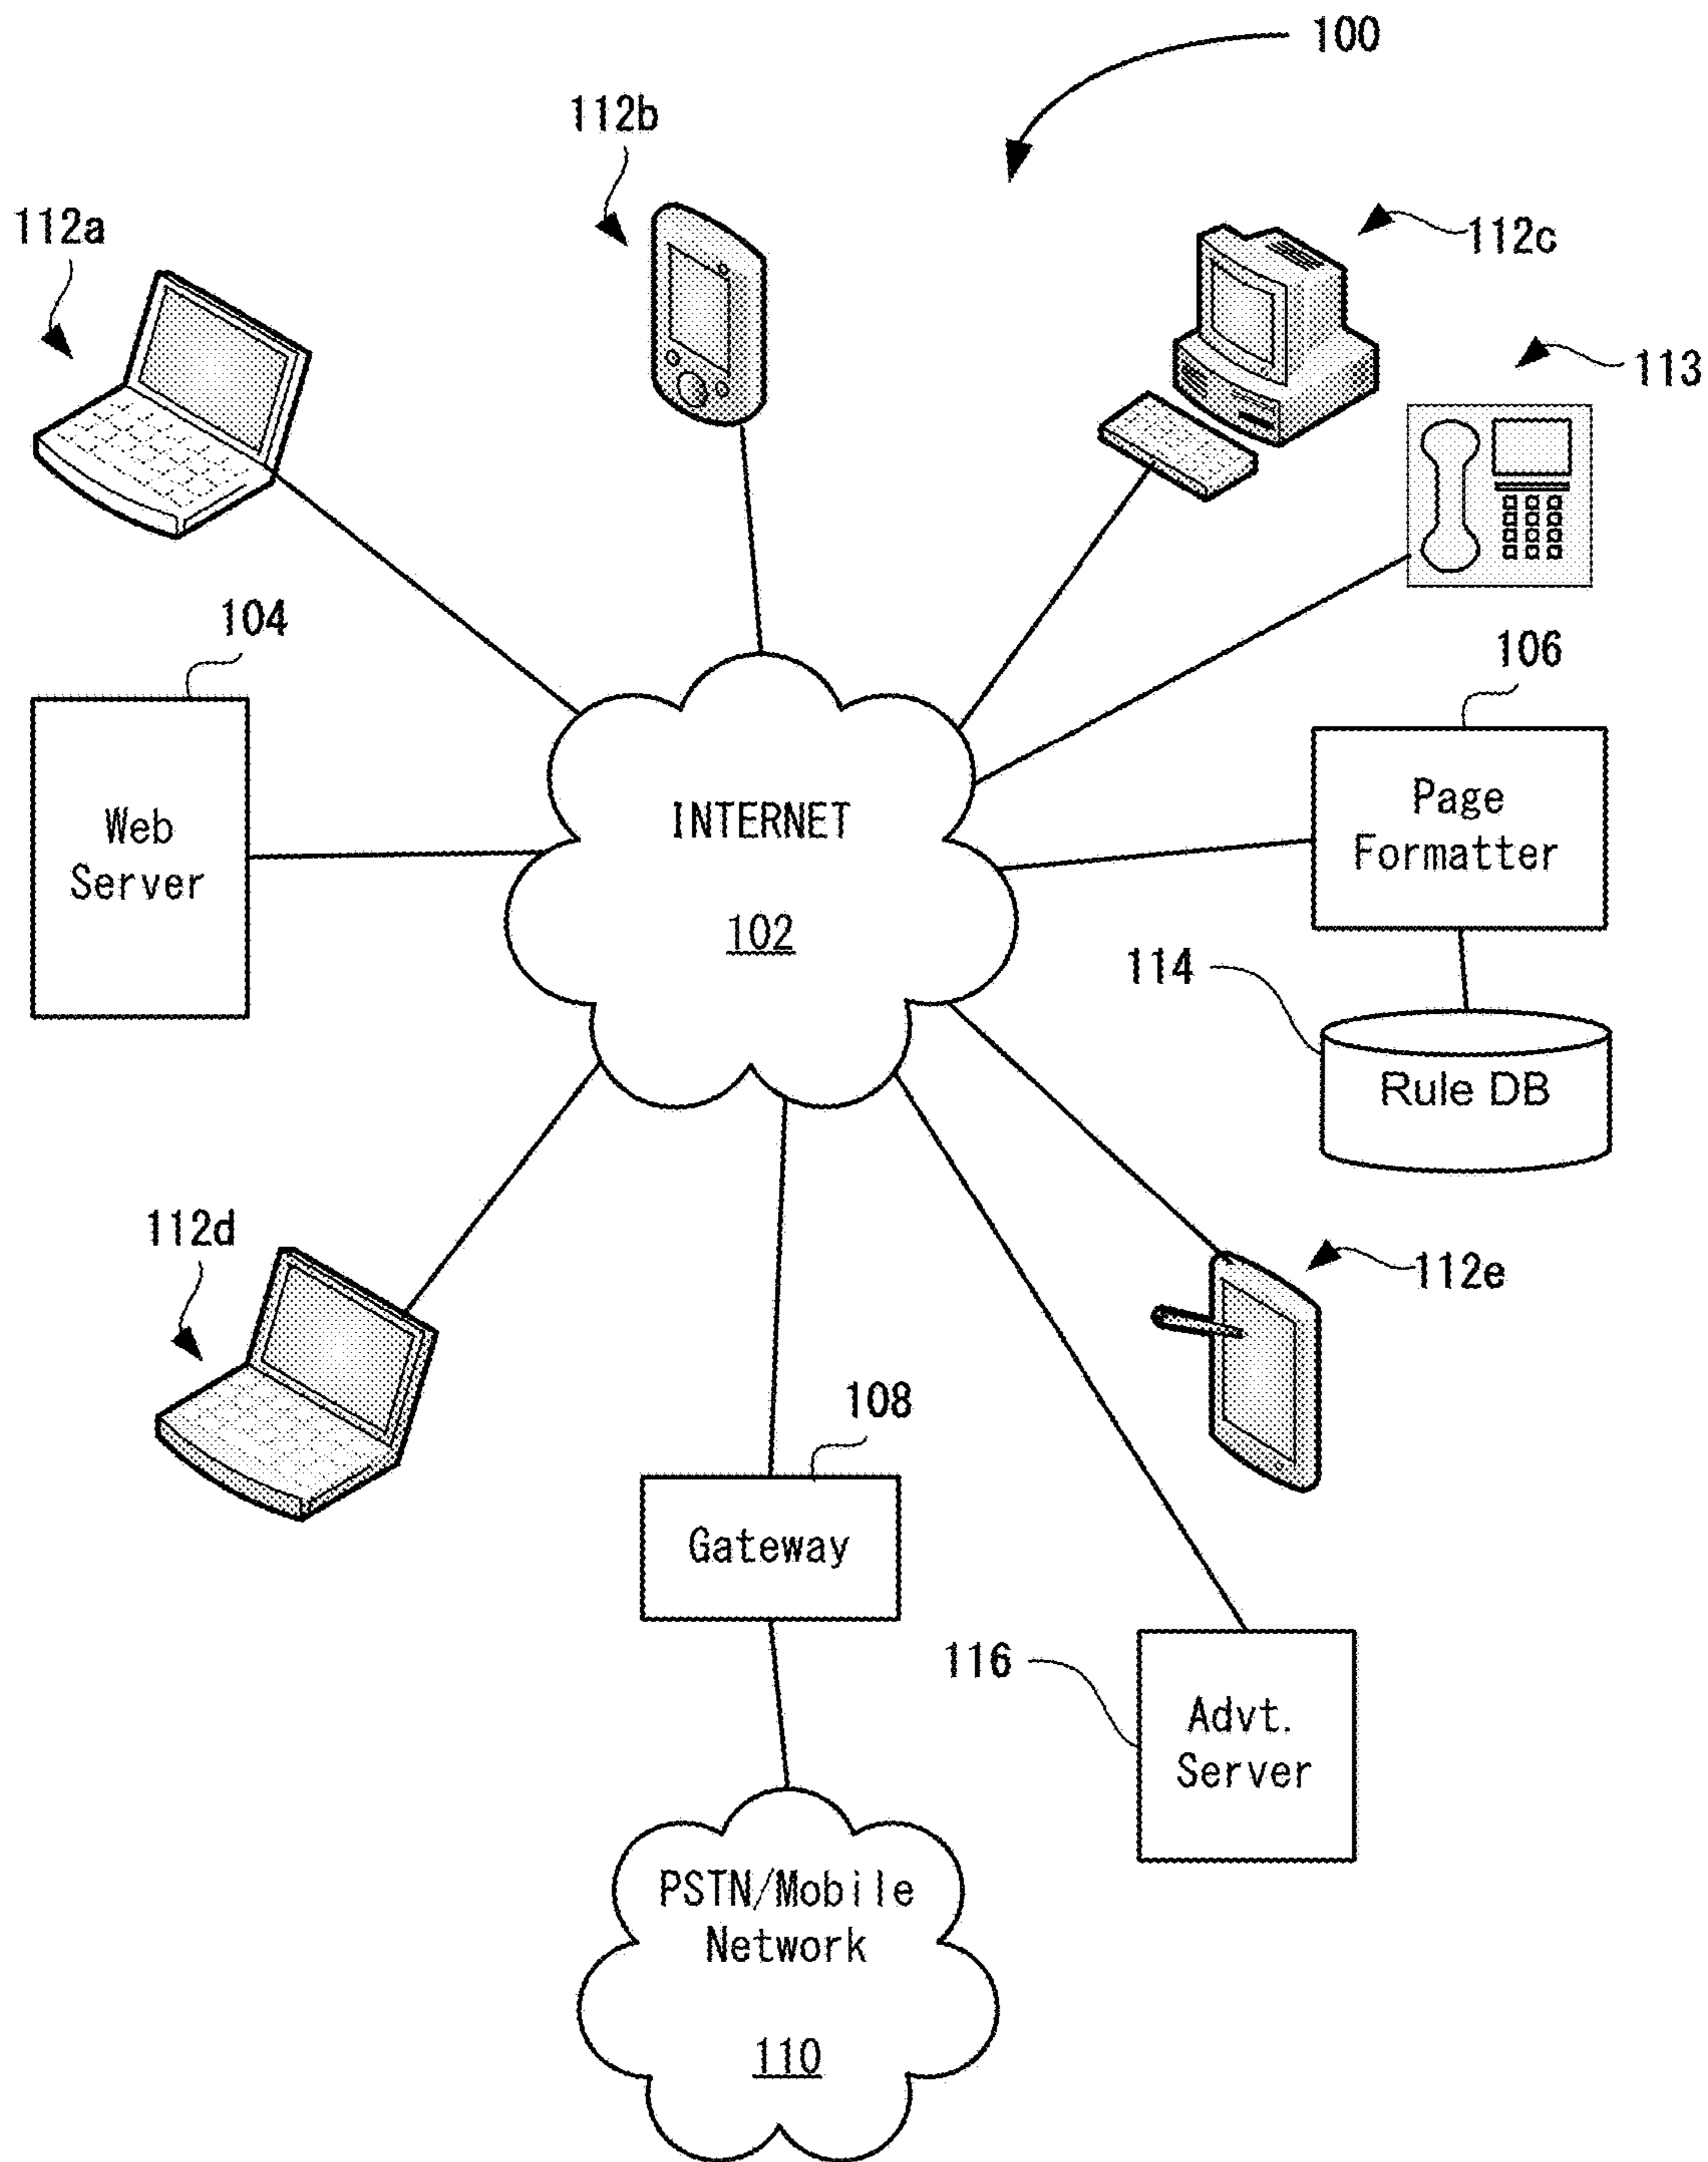 100
112b
112a
112c
113
104
106
Web
Server
INTERNET
102
Page
Formatter
114
Rule DB
112d
112e
108
Gateway
116
Advt.
Server
PSTN/Mobile
Network
110